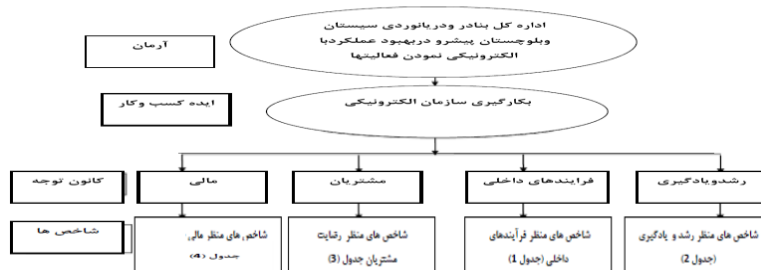 اداره کل بنادر ودریانوردی سیستان
وبلوچستان پیشرو دربهبود عملکردبا
الکترونیکی نمودن فعالیتها
آرمان
بکارگیری سازمان الکترونیکی
ایده کسب وکار
رشدویادگیری
فرایندهای داخلی
مشتریان
مالی
کانون توجه
شاخص های منظر رشد و یادگیری
(جدول 2)
شاخص های منظر فرآیندهای
داخلی (جدول 1)
شاخص های منظر رضایت
مشتریان جدول (3)
شاخص های منظر مالی
جدول (4)
شاخص ها